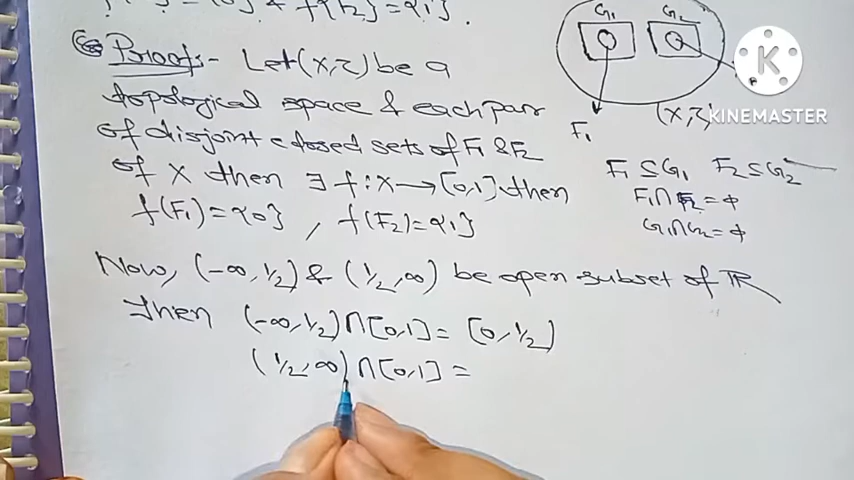 f(F₂)={1}.
Proof:- Let (X,τ) be a
topological space & each pair
of disjoint closed sets of F₁ & F₂
of X then ∃ f:X→[0,1] then
f(F₁)={0} , f(F₂)={1}
Now, (-∞,1/2) & (1/2,∞) be open subset of ℝ
then (-∞,1/2)∩[0,1]=[0,1/2)
(1/2,∞)∩[0,1]=
G₁ G₂
F₁
(X,τ)
F₁⊆G₁ F₂⊆G₂
F₁∩F₂=φ
G₁∩G₂=φ
K
KINEMASTER